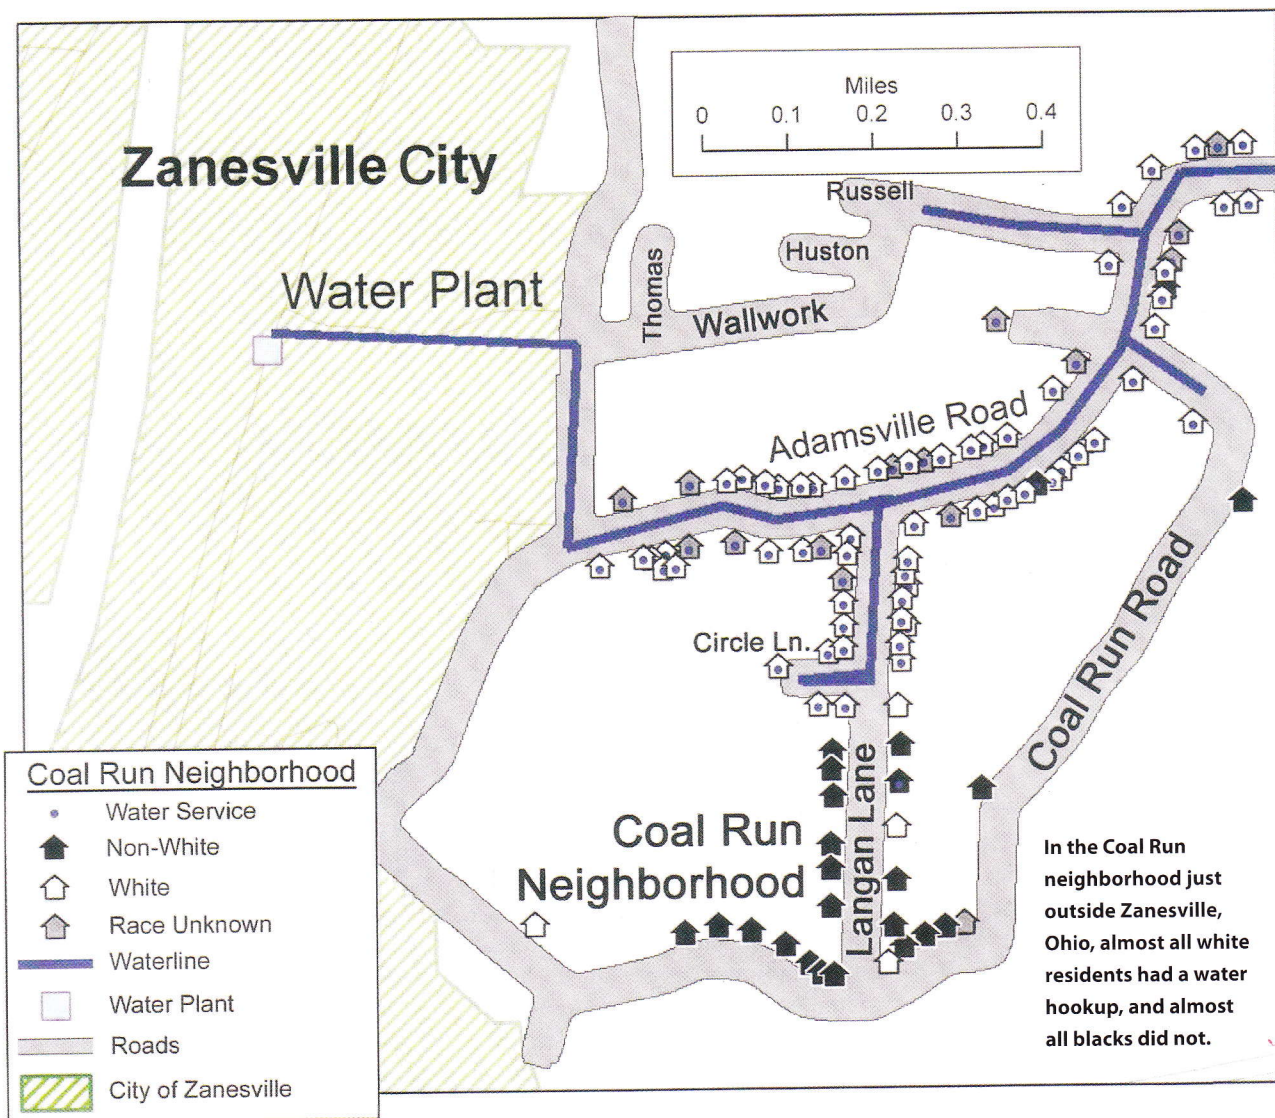 Miles
0 0.1 0.2 0.3 0.4
Zanesville City
Russell
Huston
Thomas
Water Plant
Wallwork
Adamsville Road
Circle Ln.
Coal Run Road
Langan Lane
Coal Run
Neighborhood
Coal Run Neighborhood
Water Service
Non-White
White
Race Unknown
Waterline
Water Plant
Roads
City of Zanesville
In the Coal Run
neighborhood just
outside Zanesville,
Ohio, almost all white
residents had a water
hookup, and almost
all blacks did not.